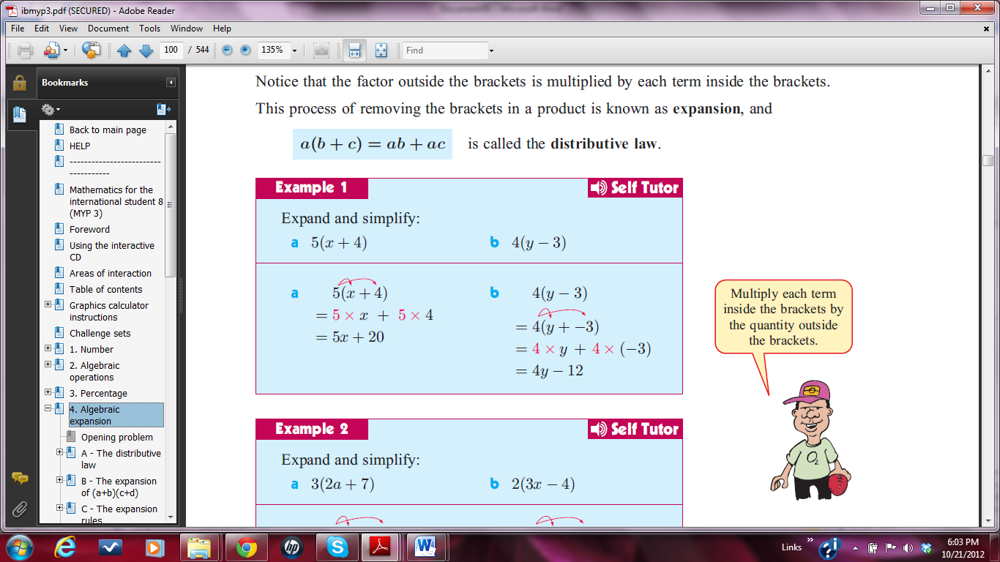 ibmyp3.pdf (SECURED) - Adobe Reader
File Edit View Document Tools Window Help
100 / 544 135% Find
Bookmarks
Back to main page
HELP
--------------------------
-----------
Mathematics for the
international student 8
(MYP 3)
Foreword
Using the interactive
CD
Areas of interaction
Table of contents
Graphics calculator
instructions
Challenge sets
1. Number
2. Algebraic
operations
3. Percentage
4. Algebraic
expansion
Opening problem
A - The distributive
law
B - The expansion
of (a+b)(c+d)
C - The expansion
rules
Notice that the factor outside the brackets is multiplied by each term inside the brackets.
This process of removing the brackets in a product is known as expansion, and
a(b + c) = ab + ac is called the distributive law.
Example 1 Self Tutor
Expand and simplify:
a 5(x + 4) b 4(y − 3)
a 5(x + 4)
= 5 × x + 5 × 4
= 5x + 20
b 4(y − 3)
= 4(y + −3)
= 4 × y + 4 × (−3)
= 4y − 12
Multiply each term
inside the brackets by
the quantity outside
the brackets.
O2
Example 2 Self Tutor
Expand and simplify:
a 3(2a + 7) b 2(3x − 4)
Links » 6:03 PM
10/21/2012